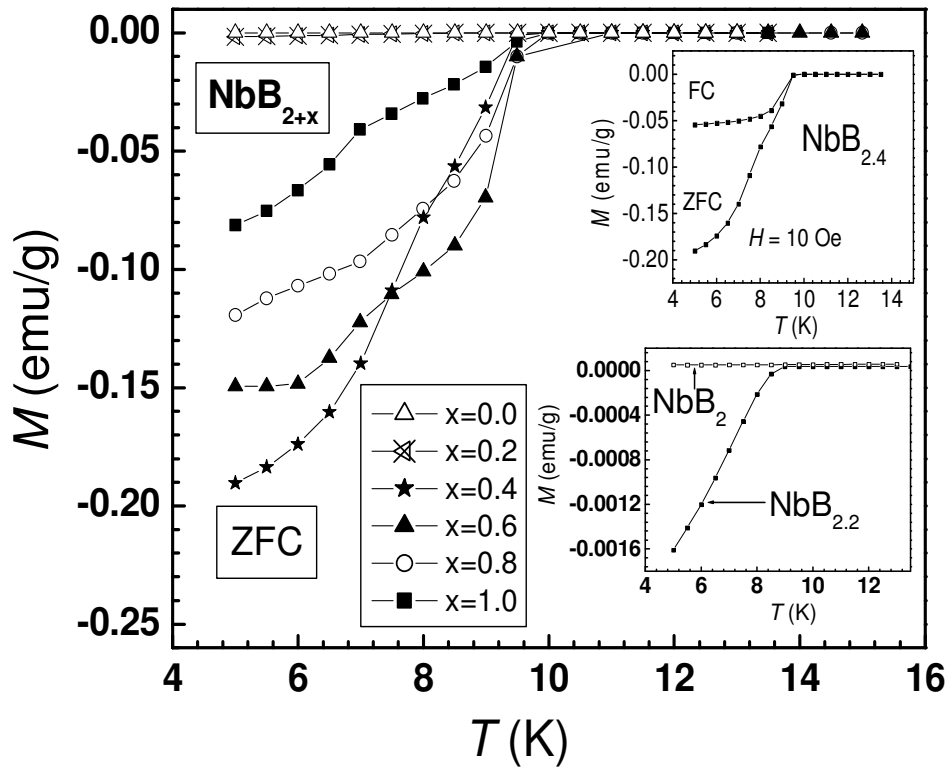 0.00
-0.05
-0.10
-0.15
-0.20
-0.25
M (emu/g)
4 6 8 10 12 14 16
T (K)
NbB2+x
ZFC
x=0.0
x=0.2
x=0.4
x=0.6
x=0.8
x=1.0
0.00
-0.05
-0.10
-0.15
-0.20
M (emu/g)
FC
ZFC
NbB2.4
H = 10 Oe
4 6 8 10 12 14
T (K)
0.0000
-0.0004
-0.0008
-0.0012
-0.0016
M (emu/g)
NbB2
NbB2.2
4 6 8 10 12
T (K)